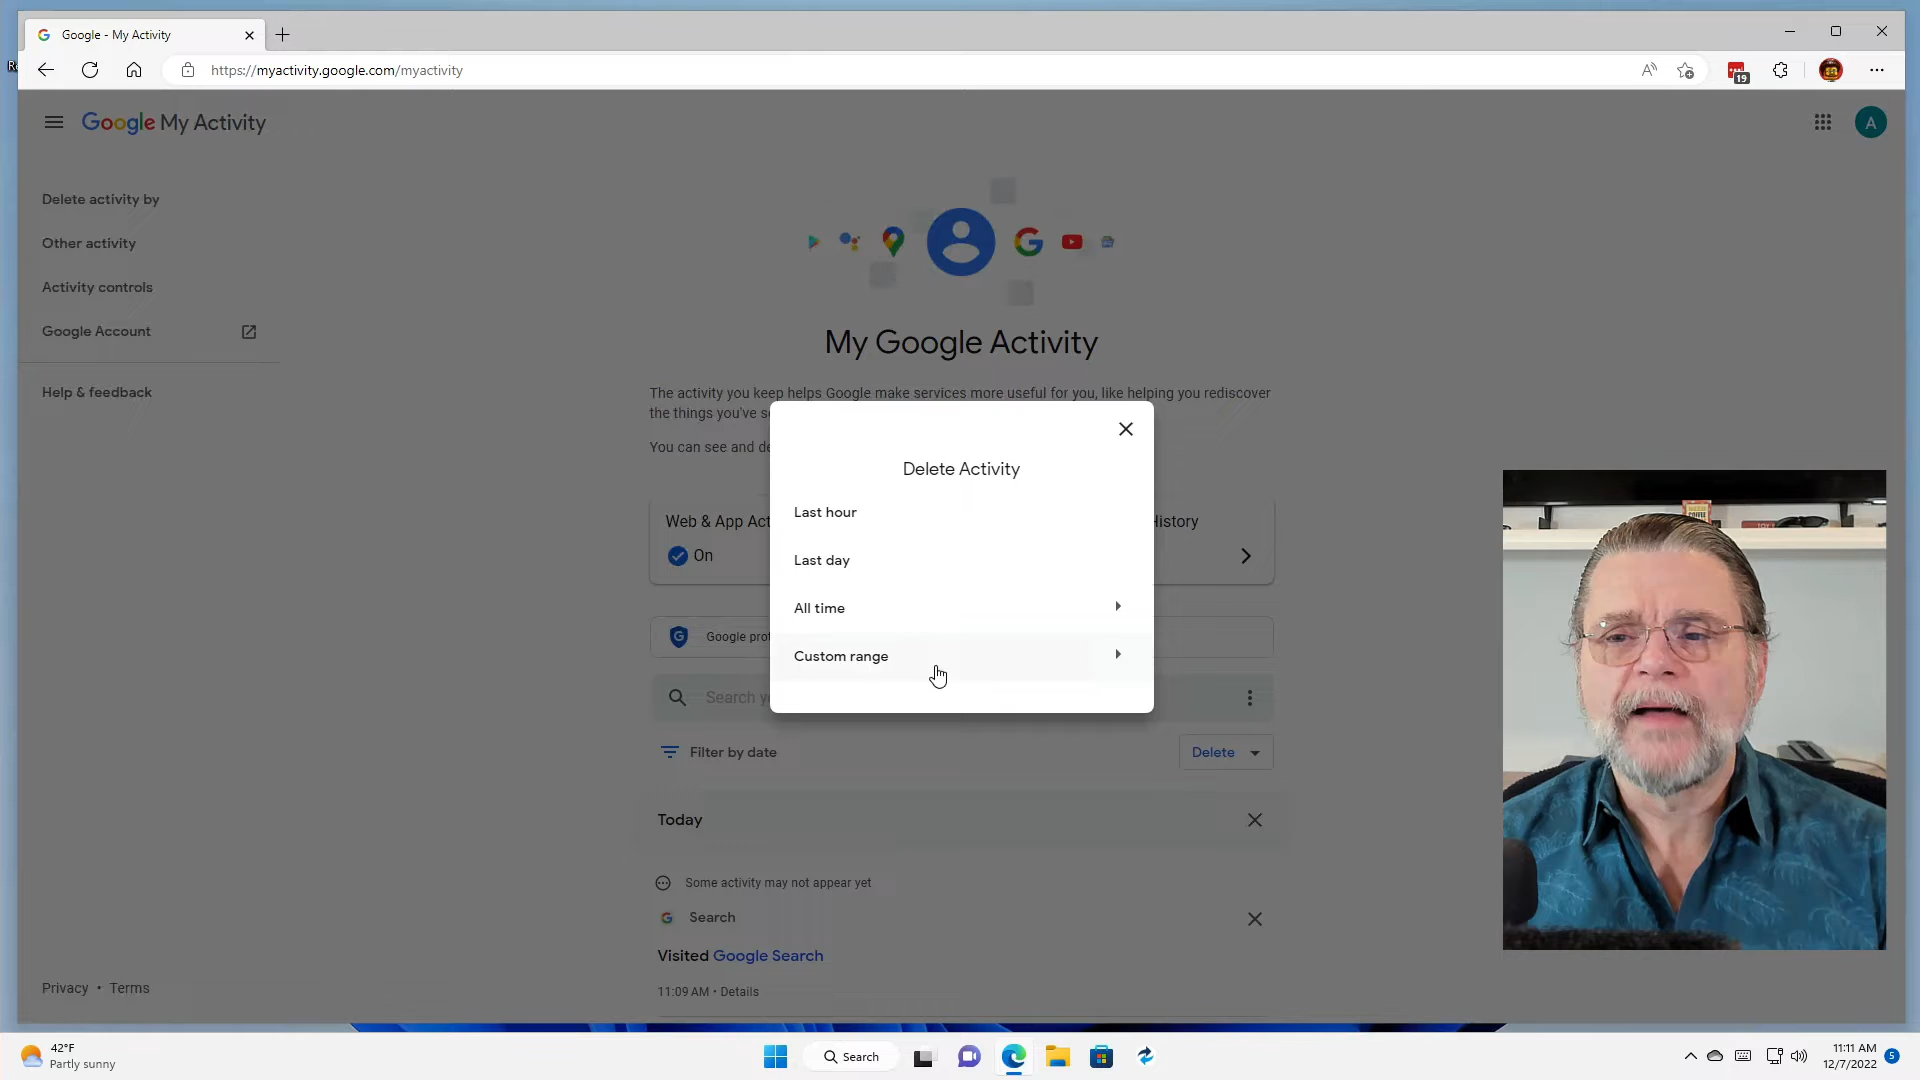 Google - My Activity
https://myactivity.google.com/myactivity
19
Google My Activity
A
Delete activity by
Other activity
Activity controls
Google Account
Help & feedback
My Google Activity
The activity you keep helps Google make services more useful for you, like helping you rediscover
the things you've s
You can see and de
Delete Activity
Last hour
Last day
All time
Custom range
Web & App Act
On
History
Google prot
Search y
Filter by date
Delete
Today
Some activity may not appear yet
Search
Visited Google Search
11:09 AM • Details
Privacy • Terms
42°F
Partly sunny
Search
11:11 AM
12/7/2022
5